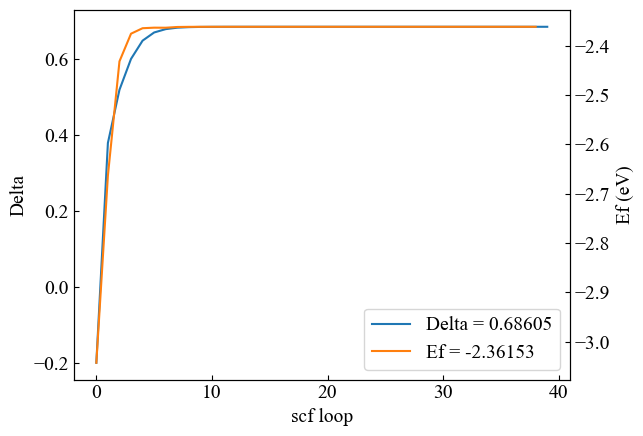 0.6
0.4
0.2
0.0
−0.2
Delta
−2.4
−2.5
−2.6
−2.7
−2.8
−2.9
−3.0
Ef (eV)
Delta = 0.68605
Ef = -2.36153
0 10 20 30 40
scf loop